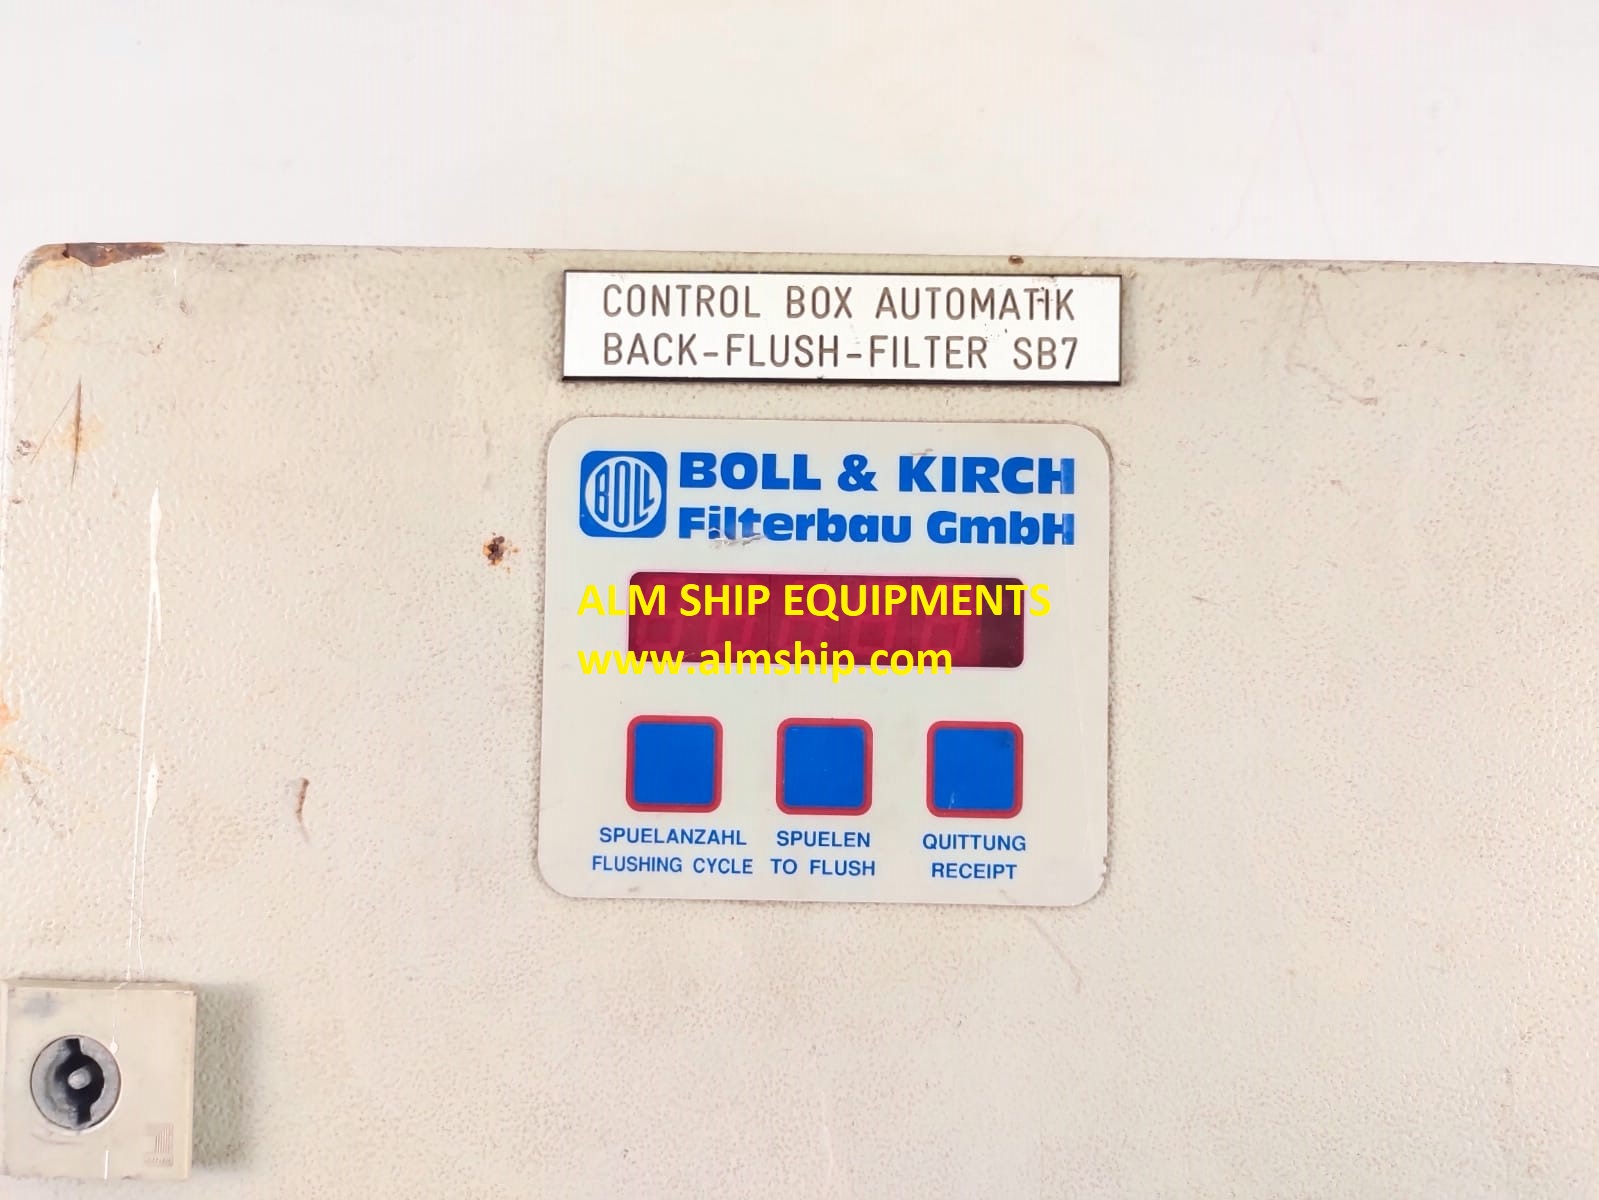 CONTROL BOX AUTOMATIK
BACK-FLUSH-FILTER SB7
BOLL
BOLL & KIRCH
Filterbau GmbH
ALM SHIP EQUIPMENTS
www.almship.com
SPUELANZAHL SPUELEN QUITTUNG
FLUSHING CYCLE TO FLUSH RECEIPT